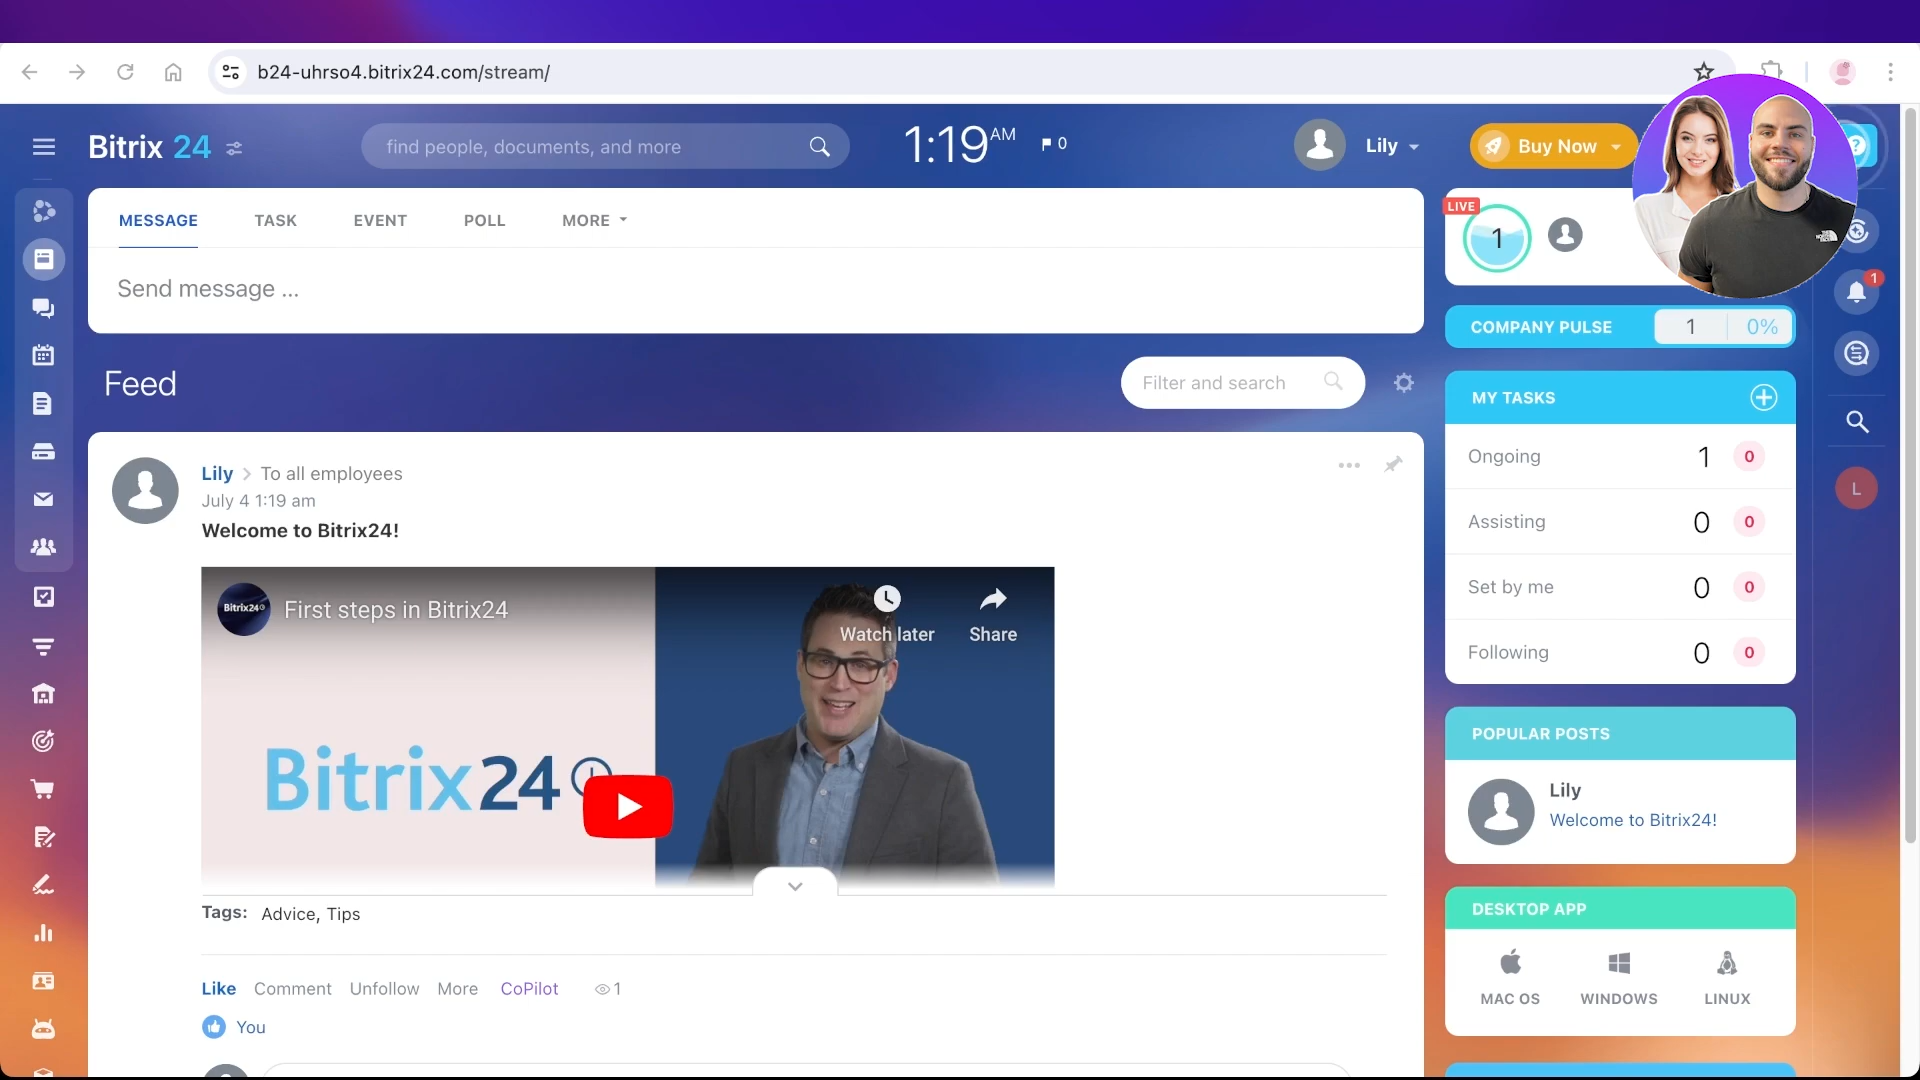 b24-uhrso4.bitrix24.com/stream/
Bitrix 24
find people, documents, and more
1:19 AM
0
Lily
Buy Now
?
MESSAGE
TASK
EVENT
POLL
MORE
Send message ...
LIVE
1
1
COMPANY PULSE
1
0%
Feed
Filter and search
MY TASKS
Ongoing
1
0
Assisting
0
0
Set by me
0
0
Following
0
0
L
Lily > To all employees
July 4 1:19 am
Welcome to Bitrix24!
Bitrix24
First steps in Bitrix24
Watch later
Share
Bitrix24
POPULAR POSTS
Lily
Welcome to Bitrix24!
Tags: Advice, Tips
DESKTOP APP
MAC OS
WINDOWS
LINUX
Like
Comment
Unfollow
More
CoPilot
1
You